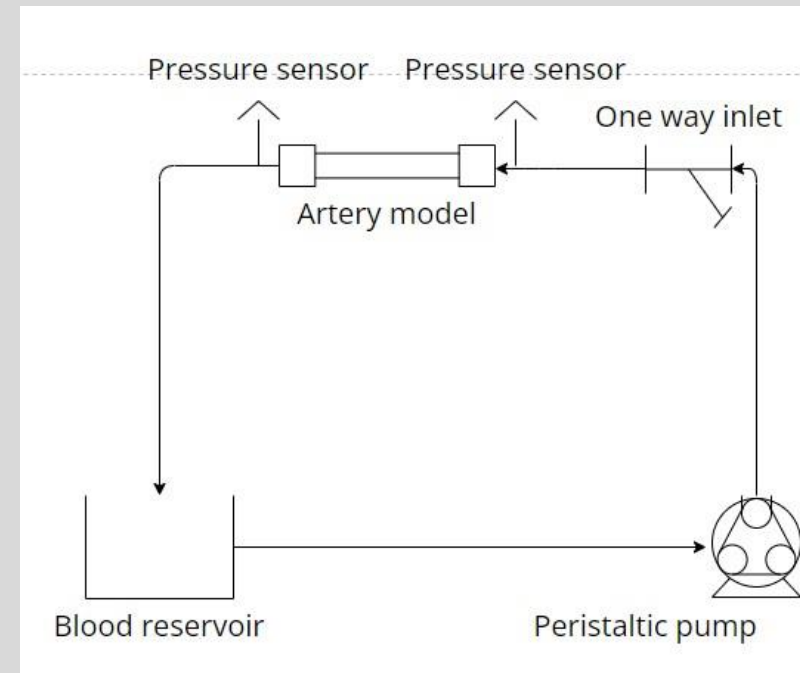 Pressure sensor
Pressure sensor
One way inlet
Artery model
Blood reservoir
Peristaltic pump